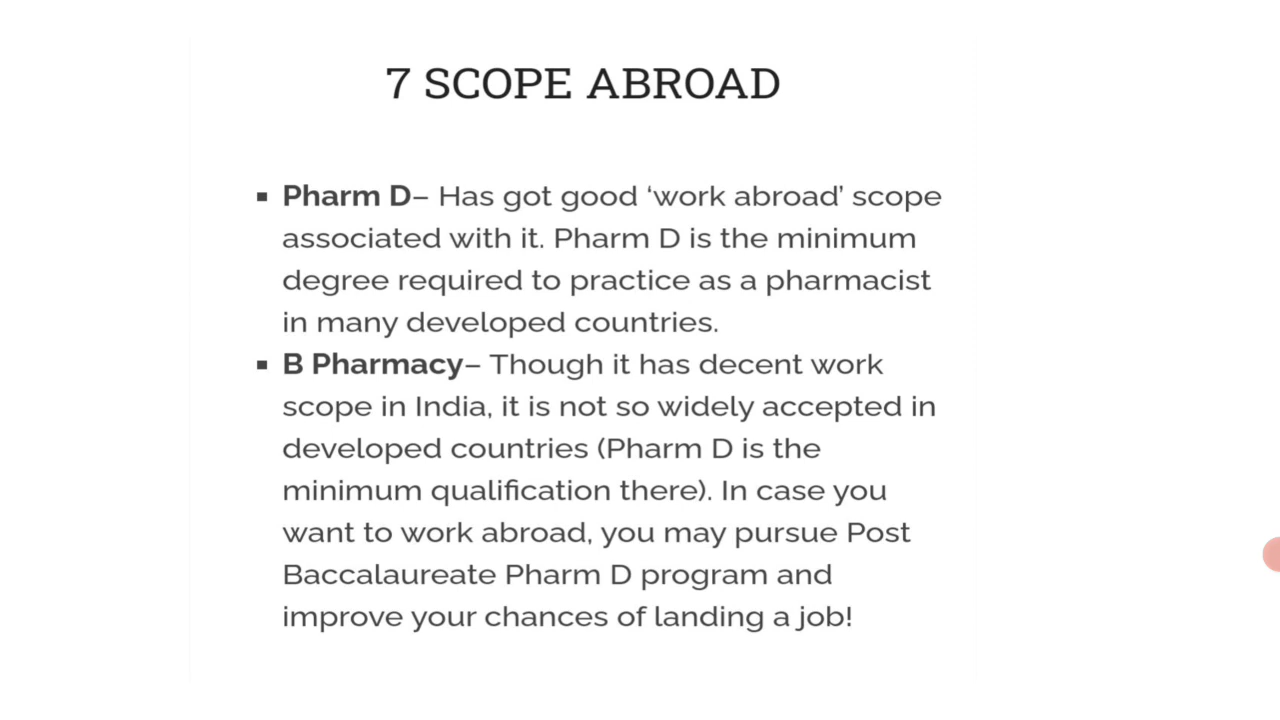 7 SCOPE ABROAD
▪ Pharm D– Has got good ‘work abroad’ scope
associated with it. Pharm D is the minimum
degree required to practice as a pharmacist
in many developed countries.
▪ B Pharmacy– Though it has decent work
scope in India, it is not so widely accepted in
developed countries (Pharm D is the
minimum qualification there). In case you
want to work abroad, you may pursue Post
Baccalaureate Pharm D program and
improve your chances of landing a job!